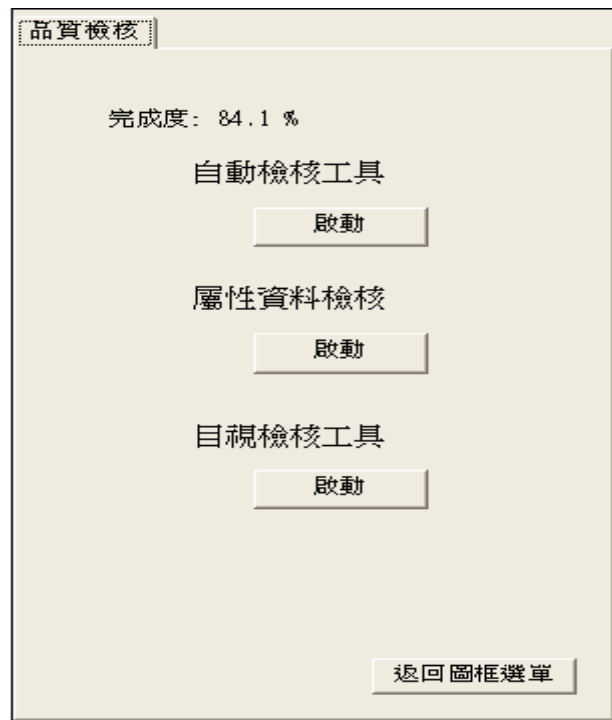 品質檢核
完成度: 84.1 %
自動檢核工具
啟動
屬性資料檢核
啟動
目視檢核工具
啟動
返回圖框選單